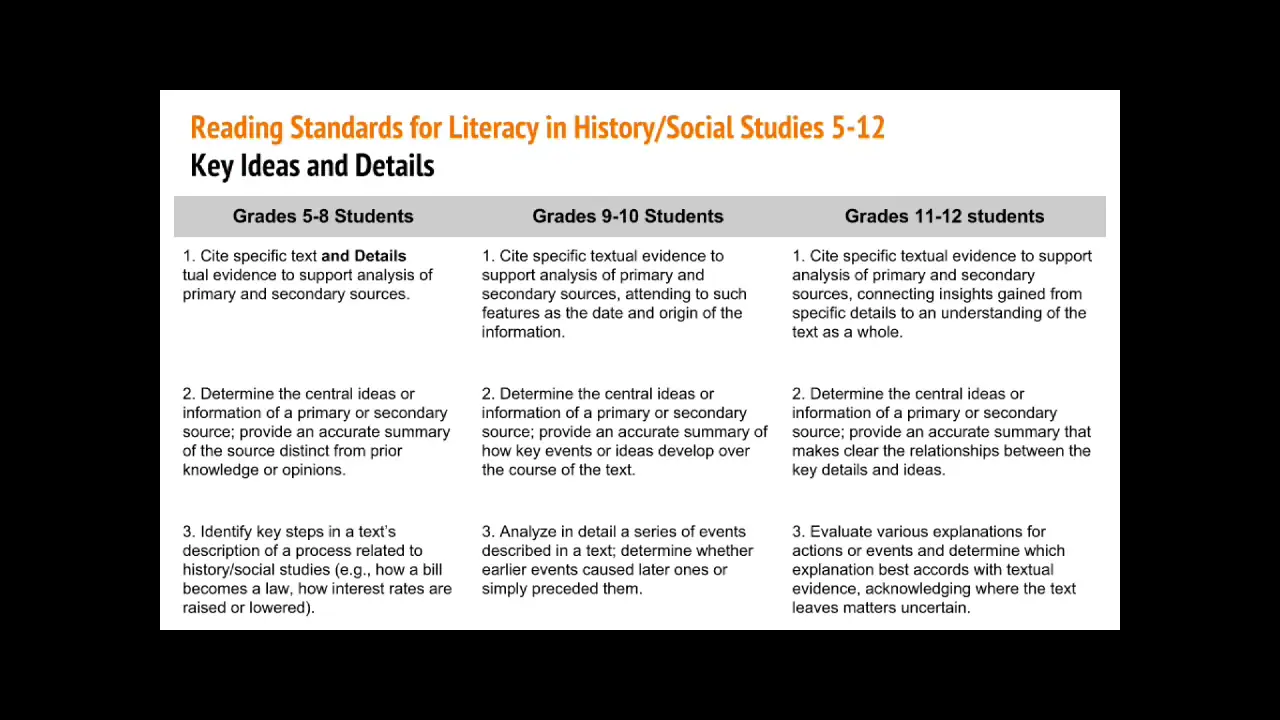 Reading Standards for Literacy in History/Social Studies 5-12
Key Ideas and Details
Grades 5-8 Students
Grades 9-10 Students
Grades 11-12 students
1. Cite specific text and Details
tual evidence to support analysis of
primary and secondary sources.
1. Cite specific textual evidence to
support analysis of primary and
secondary sources, attending to such
features as the date and origin of the
information.
1. Cite specific textual evidence to support
analysis of primary and secondary
sources, connecting insights gained from
specific details to an understanding of the
text as a whole.
2. Determine the central ideas or
information of a primary or secondary
source; provide an accurate summary
of the source distinct from prior
knowledge or opinions.
2. Determine the central ideas or
information of a primary or secondary
source; provide an accurate summary of
how key events or ideas develop over
the course of the text.
2. Determine the central ideas or
information of a primary or secondary
source; provide an accurate summary that
makes clear the relationships between the
key details and ideas.
3. Identify key steps in a text’s
description of a process related to
history/social studies (e.g., how a bill
becomes a law, how interest rates are
raised or lowered).
3. Analyze in detail a series of events
described in a text; determine whether
earlier events caused later ones or
simply preceded them.
3. Evaluate various explanations for
actions or events and determine which
explanation best accords with textual
evidence, acknowledging where the text
leaves matters uncertain.